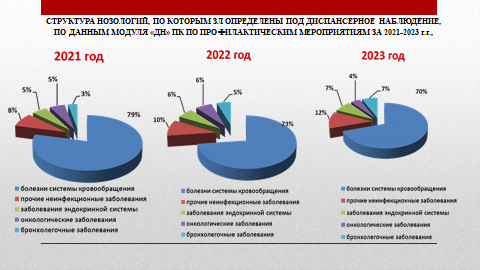 СТРУКТУРА НОЗОЛОГИЙ, ПО КОТОРЫМ ЗЛ ОПРЕДЕЛЕНЫ ПОД ДИСПАНСЕРНОЕ НАБЛЮДЕНИЕ,
ПО ДАННЫМ МОДУЛЯ «ДН» ПК ПО ПРОФИЛАКТИЧЕСКИМ МЕРОПРИЯТИЯМ ЗА 2021-2023 г.г.,
2021 год
5%
3%
5%
8%
79%
болезни системы кровообращения
прочие неинфекционные заболевания
заболевания эндокринной системы
онкологические заболевания
бронхолегочные заболевания
2022 год
6%
5%
6%
10%
73%
болезни системы кровообращения
прочие неинфекционные заболевания
заболевания эндокринной системы
онкологические заболевания
бронхолегочные заболевания
2023 год
4%
7%
7%
70%
12%
болезни системы кровообращения
прочие неинфекционные заболевания
заболевания эндокринной системы
онкологические заболевания
бронхолегочные заболевания